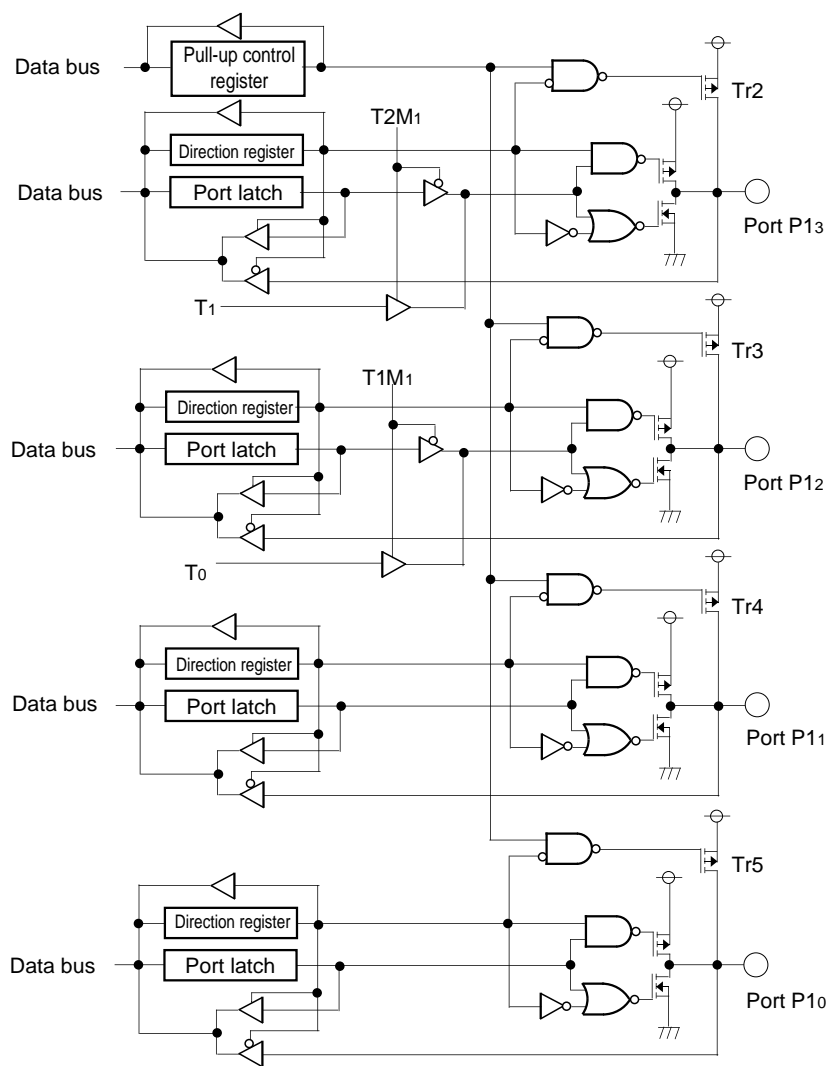 Data bus
Pull-up control
register
Tr2
T2M1
Direction register
Data bus
Port latch
Port P13
T1
Tr3
T1M1
Direction register
Data bus
Port latch
Port P12
T0
Tr4
Direction register
Data bus
Port latch
Port P11
Tr5
Direction register
Data bus
Port latch
Port P10